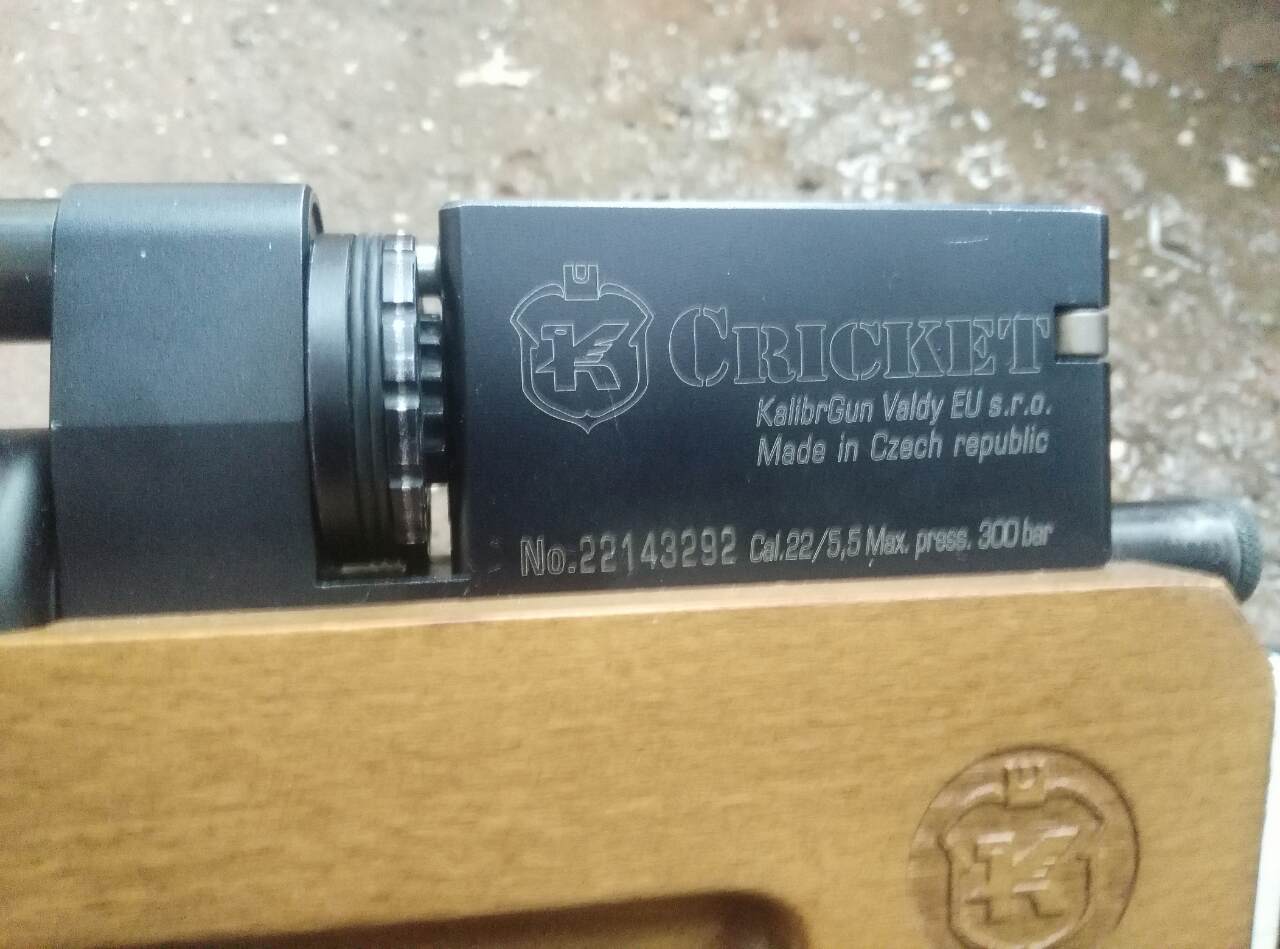 K CRICKET
KalibrGun Valdy EU s.r.o.
Made in Czech republic
No.22143292 Cal.22/5,5 Max. press. 300 bar
K